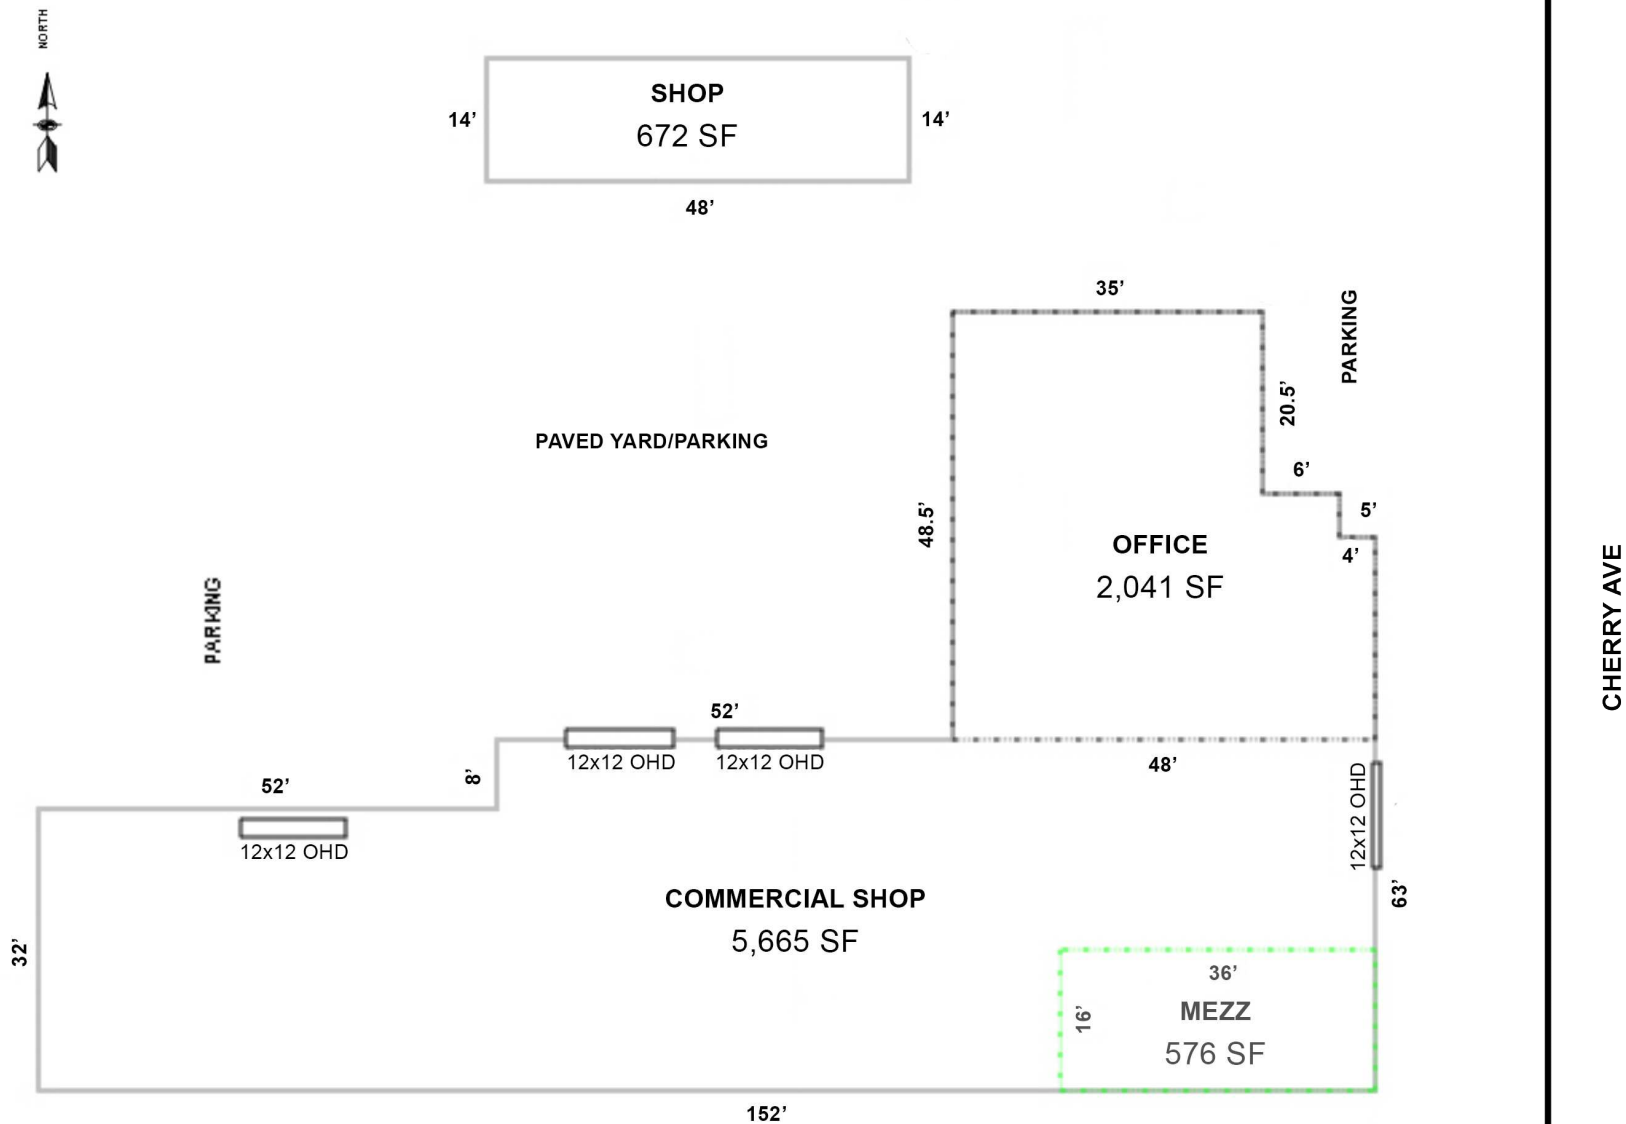 NORTH
SHOP
14’
672 SF
14’
48’
35’
PARKING
20.5’
PAVED YARD/PARKING
6’
5’
48.5’
OFFICE
4’
2,041 SF
CHERRY AVE
PARKING
52’
12x12 OHD
12x12 OHD
48’
8’
52’
12x12 OHD
12x12 OHD
COMMERCIAL SHOP
63’
5,665 SF
32’
36’
16’
MEZZ
576 SF
152’